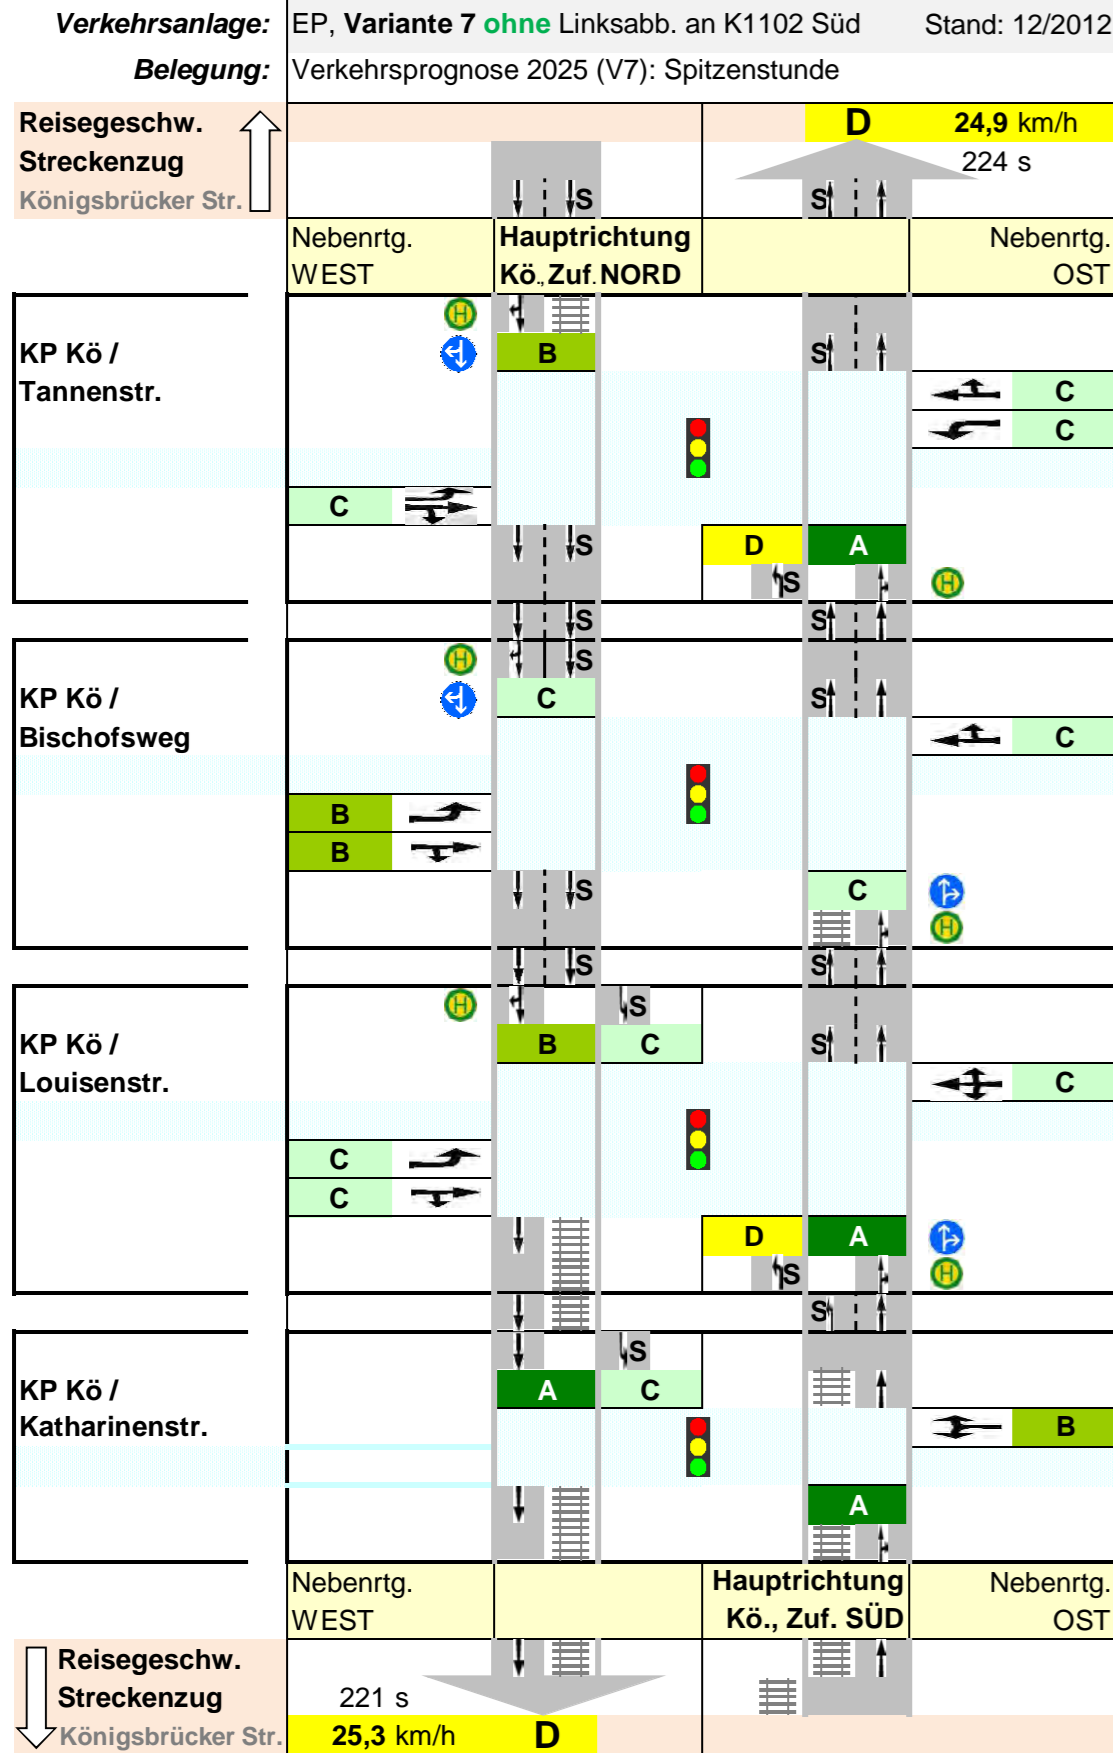 Verkehrsanlage: EP, Variante 7 ohne Linksabb. an K1102 Süd Stand: 12/2012
Belegung: Verkehrsprognose 2025 (V7): Spitzenstunde
Reisegeschw. D 24,9 km/h
Streckenzug 224 s
Königsbrücker Str. S S
Nebenrtg. Hauptrichtung Nebenrtg.
WEST Kö., Zuf. NORD OST
H
KP Kö / B S
Tannenstr. C
C
C
S D A
S H
S S
H S
KP Kö / C S
Bischofsweg C
B
B
S C
H
S S
H S
KP Kö / B C S
Louisenstr. C
C
C
D A
S H
S
S
KP Kö / A C
Katharinenstr. B
A
Nebenrtg. Hauptrichtung Nebenrtg.
WEST Kö., Zuf. SÜD OST
Reisegeschw.
Streckenzug 221 s
Königsbrücker Str. 25,3 km/h D